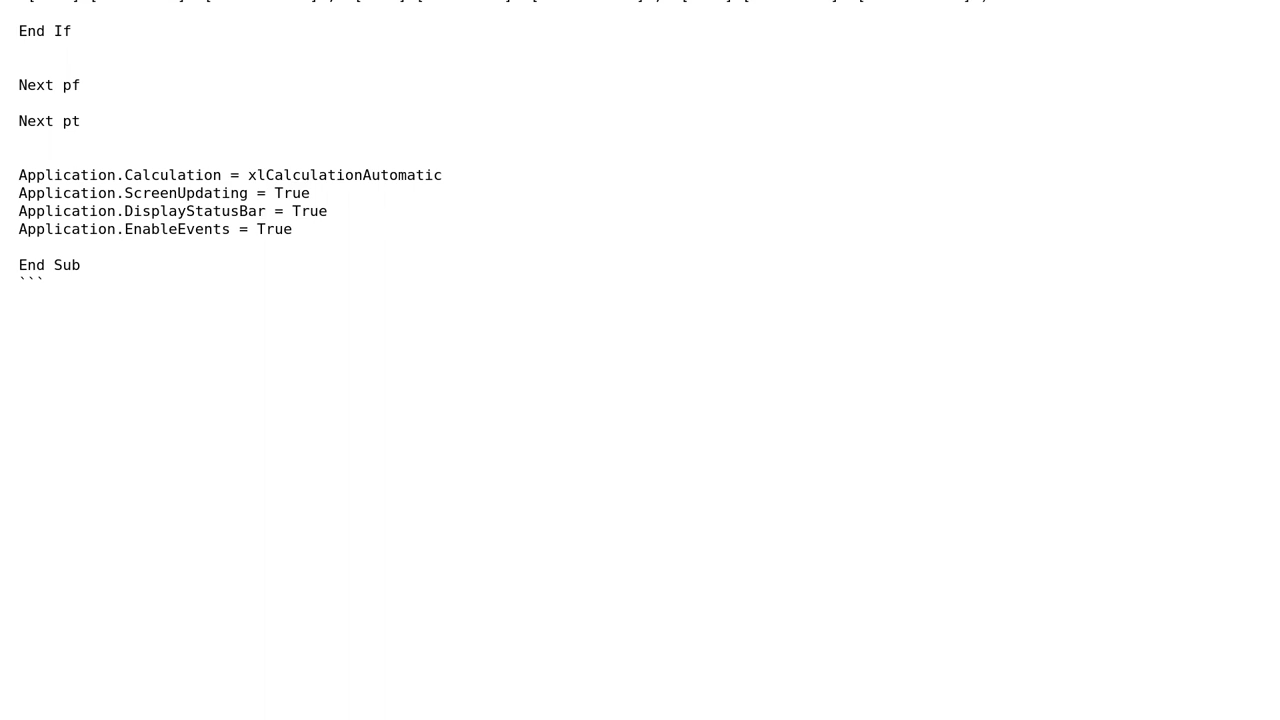 End If
Next pf
Next pt
Application.Calculation = xlCalculationAutomatic
Application.ScreenUpdating = True
Application.DisplayStatusBar = True
Application.EnableEvents = True
End Sub
```